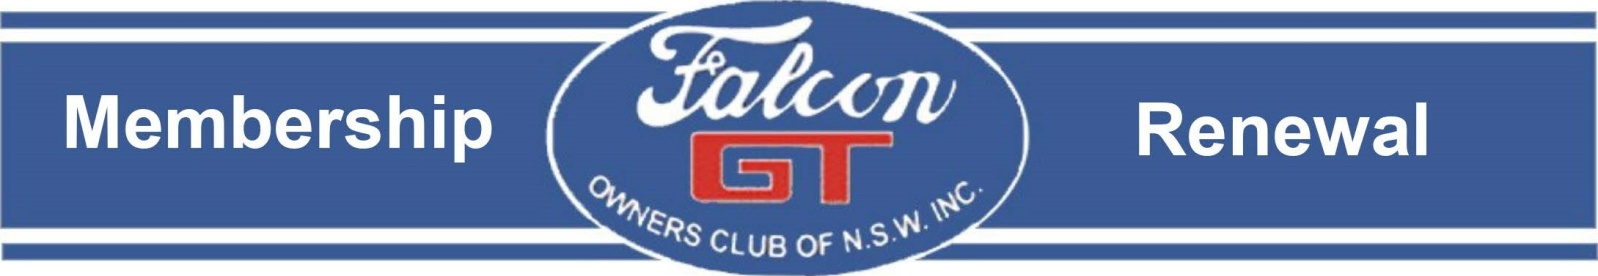 Membership
Falcon
GT
OWNERS CLUB OF N.S.W. INC.
Renewal